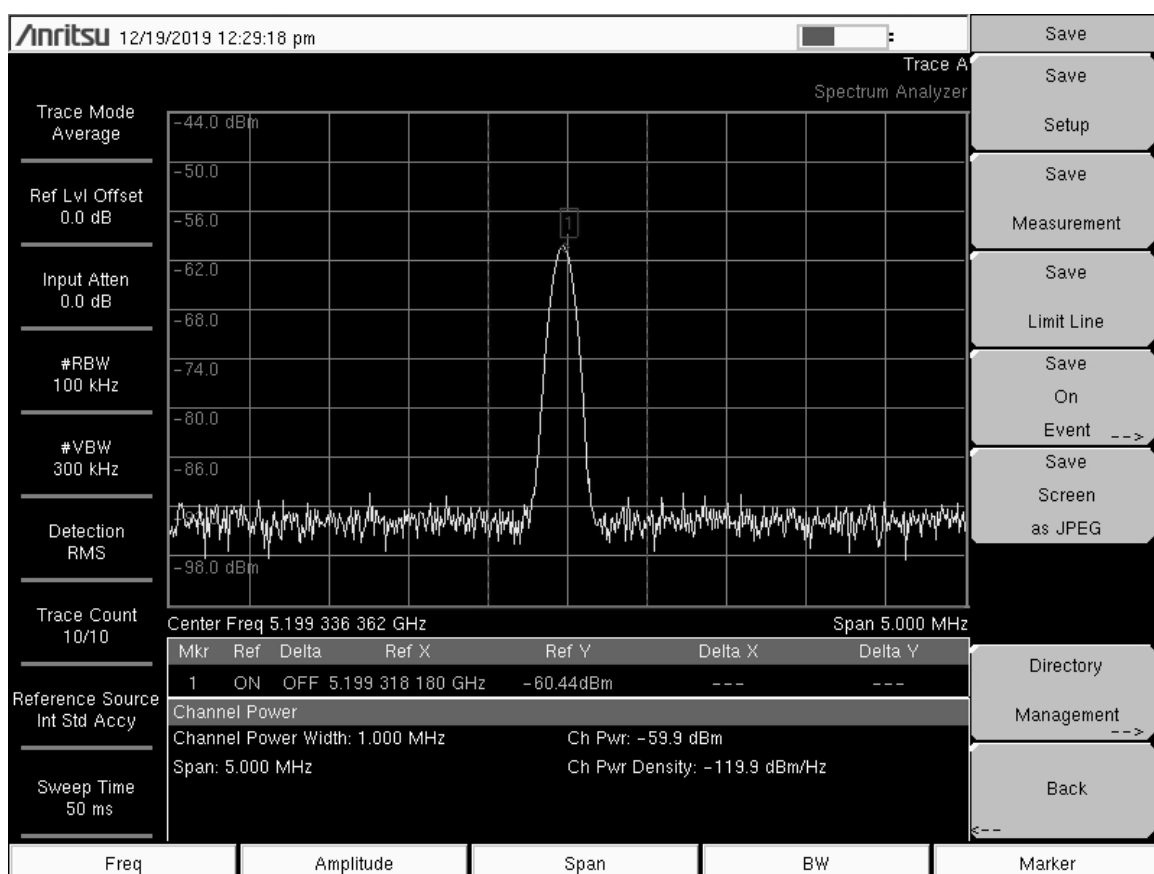 Anritsu 12/19/2019 12:29:18 pm
Save
Trace A
Spectrum Analyzer
Trace Mode
Average
Ref Lvl Offset
0.0 dB
Input Atten
0.0 dB
#RBW
100 kHz
#VBW
300 kHz
Detection
RMS
Trace Count
10/10
Reference Source
Int Std Accy
Sweep Time
50 ms
-44.0 dBm
-50.0
-56.0
-62.0
-68.0
-74.0
-80.0
-86.0
-98.0 dBm
1
Center Freq 5.199 336 362 GHz
Span 5.000 MHz
Mkr Ref Delta Ref X Ref Y Delta X Delta Y
1 ON OFF 5.199 318 180 GHz -60.44dBm --- ---
Channel Power
Channel Power Width: 1.000 MHz Ch Pwr: -59.9 dBm
Span: 5.000 MHz Ch Pwr Density: -119.9 dBm/Hz
Save
Setup
Save
Measurement
Save
Limit Line
Save
On
Event -->
Save
Screen
as JPEG
Directory
Management
-->
Back
<--
Freq Amplitude Span BW Marker